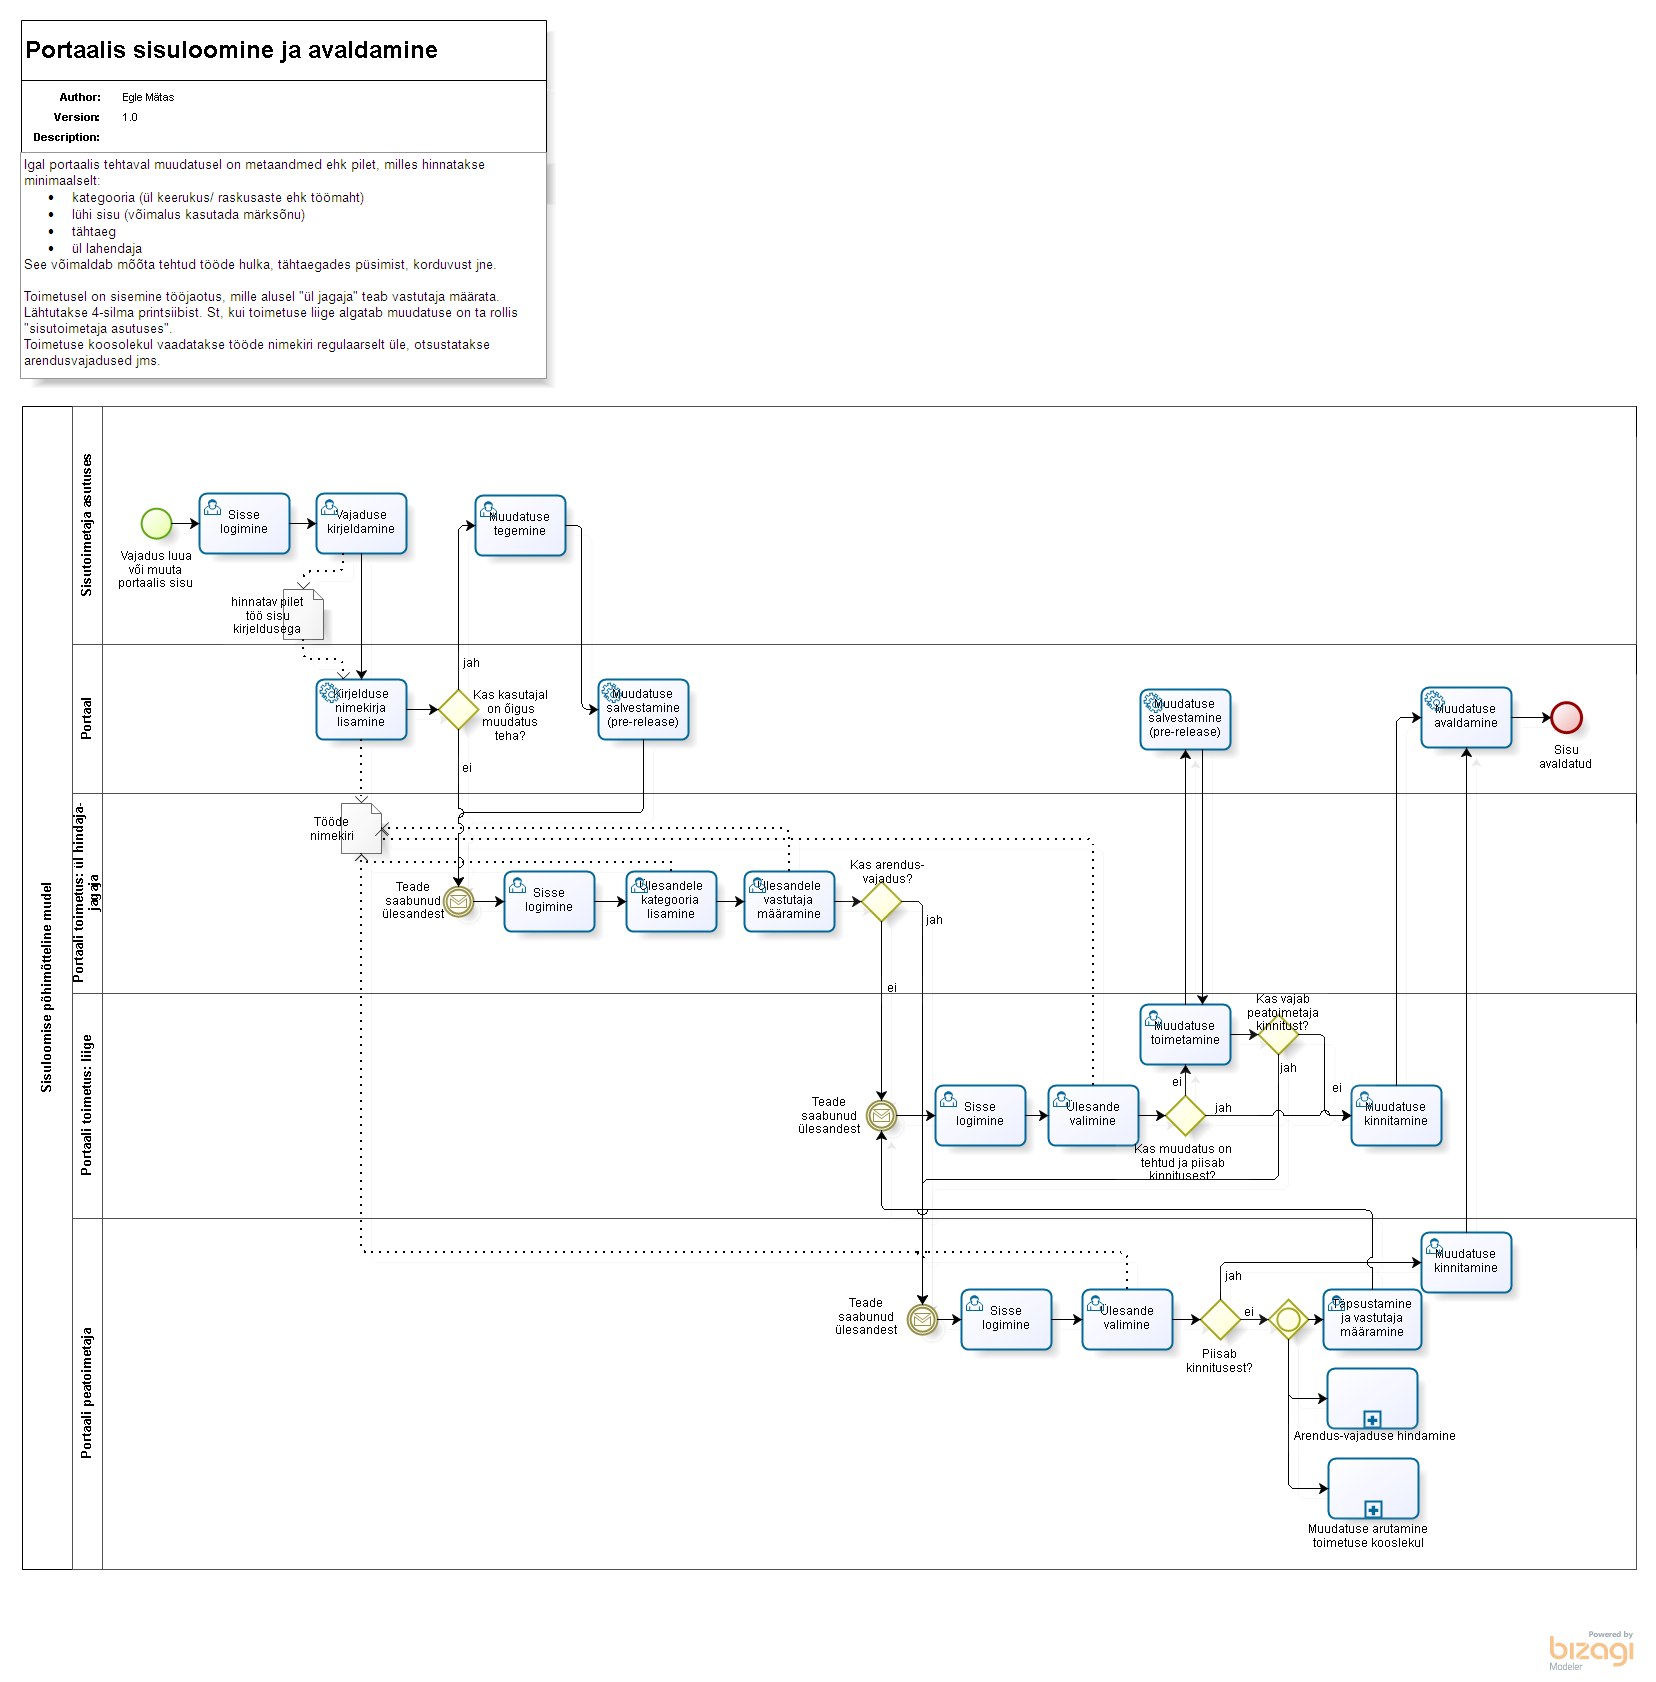 Portaalis sisuloomine ja avaldamine
Author: Egle Mätas
Version: 1.0
Description:
Igal portaalis tehtaval muudatusel on metaandmed ehk pilet, milles hinnatakse
minimaalselt:
• kategooria (ül keerukus/ raskusaste ehk töömaht)
• lühi sisu (võimalus kasutada märksõnu)
• tähtaeg
• ül lahendaja
See võimaldab mõõta tehtud tööde hulka, tähtaegades püsimist, korduvust jne.
Toimetusel on sisemine tööjaotus, mille alusel "ül jagaja" teab vastutaja määrata.
Lähtutakse 4-silma printsiibist. St, kui toimetuse liige algatab muudatuse on ta rollis
"sisutoimetaja asutuses".
Toimetuse koosolekul vaadatakse tööde nimekiri regulaarselt üle, otsustatakse
arendusvajadused jms.
Sisuloomise põhimõtteline mudel
Sisutoimetaja asutuses
Vajadus luua
või muuta
portaalis sisu
Sisse
logimine
Vajaduse
kirjeldamine
hinnatav pilet
töö sisu
kirjeldusega
Muudatuse
tegemine
Portaal
Kirjelduse
nimekirja
lisamine
jah
Kas kasutajal
on õigus
muudatus
teha?
ei
Muudatuse
salvestamine
(pre-release)
Muudatuse
salvestamine
(pre-release)
Muudatuse
avaldamine
Sisu
avaldatud
Portaali toimetus: ül hindaja-
jagaja
Tööde
nimekiri
Teade
saabunud
ülesandest
Sisse
logimine
Ülesandele
kategooria
lisamine
Ülesandele
vastutaja
määramine
Kas arendus-
vajadus?
jah
ei
Portaali toimetus: liige
Teade
saabunud
ülesandest
Sisse
logimine
Ülesande
valimine
Kas muudatus on
tehtud ja piisab
kinnitusest?
ei
jah
Muudatuse
toimetamine
Kas vajab
peatoimetaja
kinnitust?
jah
ei
Muudatuse
kinnitamine
Portaali peatoimetaja
Teade
saabunud
ülesandest
Sisse
logimine
Ülesande
valimine
Piisab
kinnitusest?
jah
ei
Muudatuse
kinnitamine
Täpsustamine
ja vastutaja
määramine
Arendus-vajaduse hindamine
Muudatuse arutamine
toimetuse kooslekul
Powered by
bizagi
Modeler